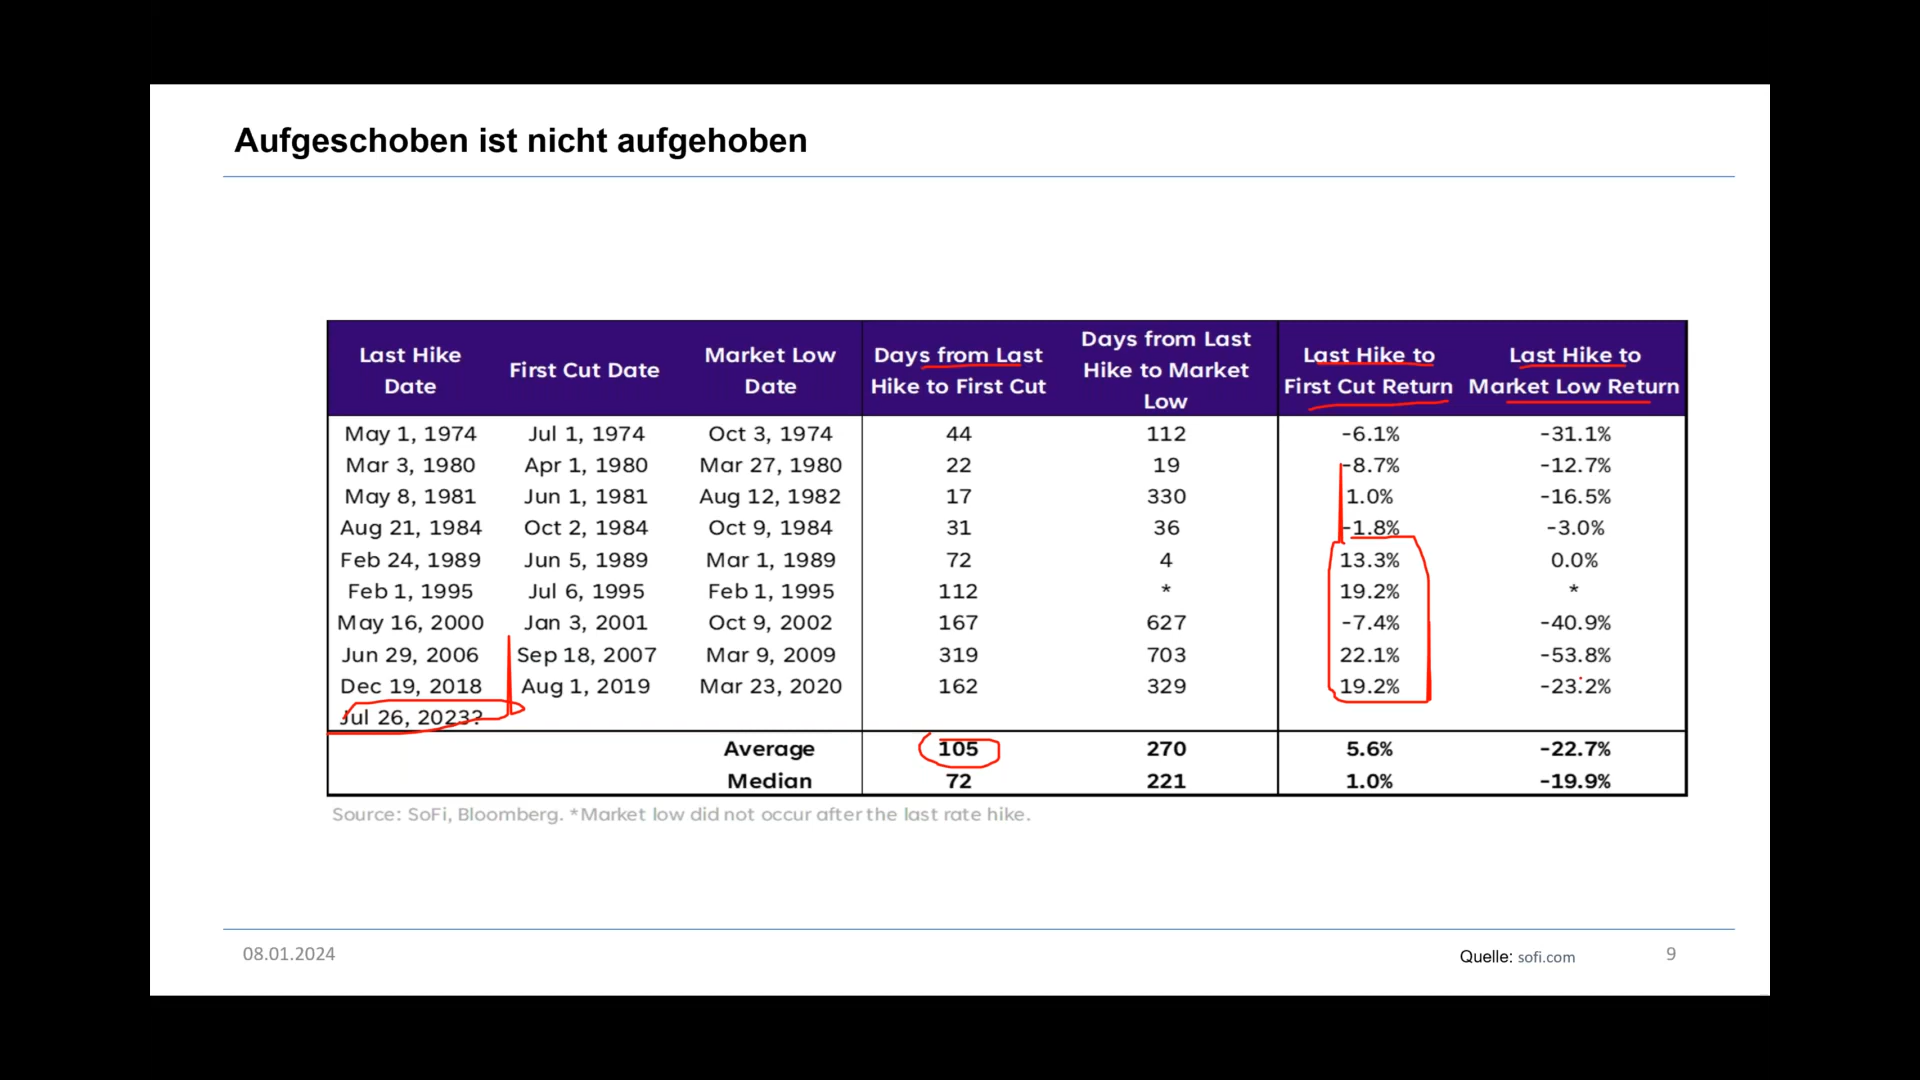 Aufgeschoben ist nicht aufgehoben
Last Hike Date First Cut Date Market Low Date Days from Last Hike to First Cut Days from Last Hike to Market Low Last Hike to First Cut Return Last Hike to Market Low Return
May 1, 1974 Jul 1, 1974 Oct 3, 1974 44 112 -6.1% -31.1%
Mar 3, 1980 Apr 1, 1980 Mar 27, 1980 22 19 -8.7% -12.7%
May 8, 1981 Jun 1, 1981 Aug 12, 1982 17 330 1.0% -16.5%
Aug 21, 1984 Oct 2, 1984 Oct 9, 1984 31 36 -1.8% -3.0%
Feb 24, 1989 Jun 5, 1989 Mar 1, 1989 72 4 13.3% 0.0%
Feb 1, 1995 Jul 6, 1995 Feb 1, 1995 112 * 19.2% *
May 16, 2000 Jan 3, 2001 Oct 9, 2002 167 627 -7.4% -40.9%
Jun 29, 2006 Sep 18, 2007 Mar 9, 2009 319 703 22.1% -53.8%
Dec 19, 2018 Aug 1, 2019 Mar 23, 2020 162 329 19.2% -23.2%
Jul 26, 2023?
Average 105 270 5.6% -22.7%
Median 72 221 1.0% -19.9%
Source: SoFi, Bloomberg. *Market low did not occur after the last rate hike.
08.01.2024 Quelle: sofi.com 9